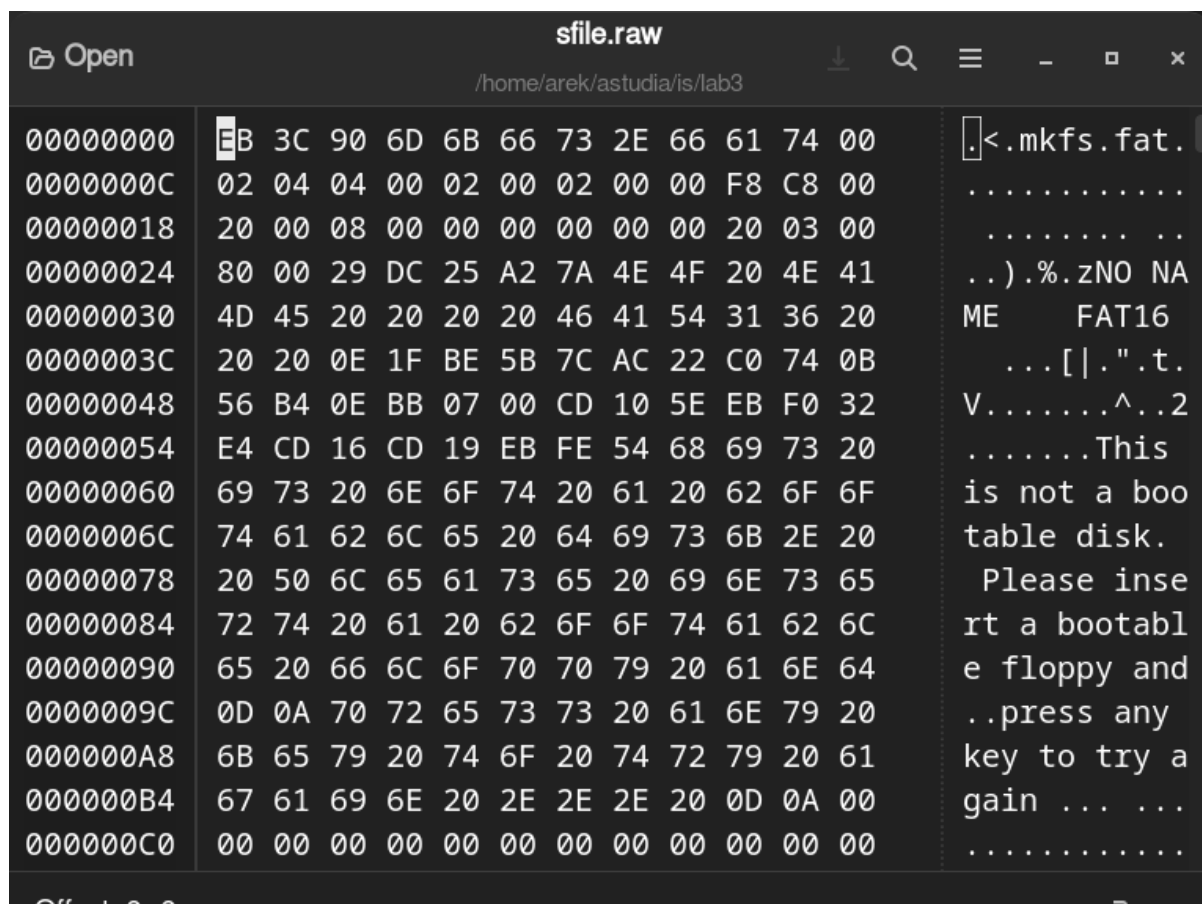 Open
sfile.raw
/home/arek/astudia/is/lab3
00000000 EB 3C 90 6D 6B 66 73 2E 66 61 74 00 .<.mkfs.fat.
0000000C 02 04 04 00 02 00 02 00 00 F8 C8 00 ............
00000018 20 00 08 00 00 00 00 00 00 20 03 00  ........ ..
00000024 80 00 29 DC 25 A2 7A 4E 4F 20 4E 41 ..).%.zNO NA
00000030 4D 45 20 20 20 20 46 41 54 31 36 20 ME    FAT16
0000003C 20 20 0E 1F BE 5B 7C AC 22 C0 74 0B   ...[|.".t.
00000048 56 B4 0E BB 07 00 CD 10 5E EB F0 32 V.......^..2
00000054 E4 CD 16 CD 19 EB FE 54 68 69 73 20 .......This
00000060 69 73 20 6E 6F 74 20 61 20 62 6F 6F is not a boo
0000006C 74 61 62 6C 65 20 64 69 73 6B 2E 20 table disk.
00000078 20 50 6C 65 61 73 65 20 69 6E 73 65  Please inse
00000084 72 74 20 61 20 62 6F 6F 74 61 62 6C rt a bootabl
00000090 65 20 66 6C 6F 70 70 79 20 61 6E 64 e floppy and
0000009C 0D 0A 70 72 65 73 73 20 61 6E 79 20 ..press any
000000A8 6B 65 79 20 74 6F 20 74 72 79 20 61 key to try a
000000B4 67 61 69 6E 20 2E 2E 2E 20 0D 0A 00 gain ... ...
000000C0 00 00 00 00 00 00 00 00 00 00 00 00 ............